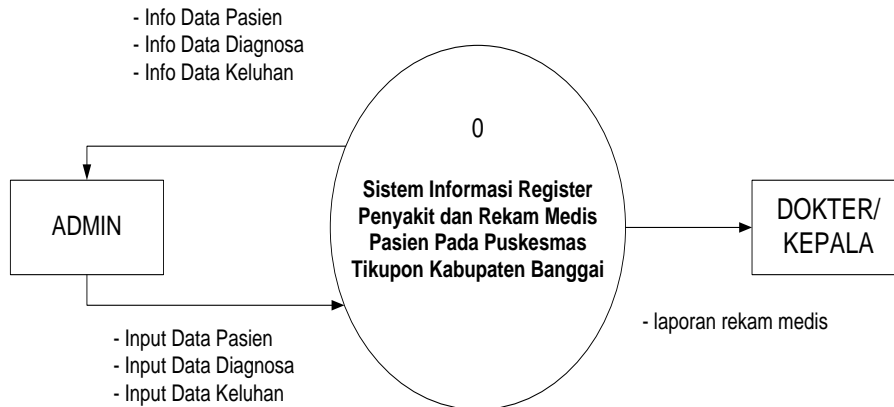 - Info Data Pasien
- Info Data Diagnosa
- Info Data Keluhan
0
Sistem Informasi Register
Penyakit dan Rekam Medis
Pasien Pada Puskesmas
Tikupon Kabupaten Banggai
ADMIN
DOKTER/
KEPALA
- Input Data Pasien
- Input Data Diagnosa
- Input Data Keluhan
- laporan rekam medis